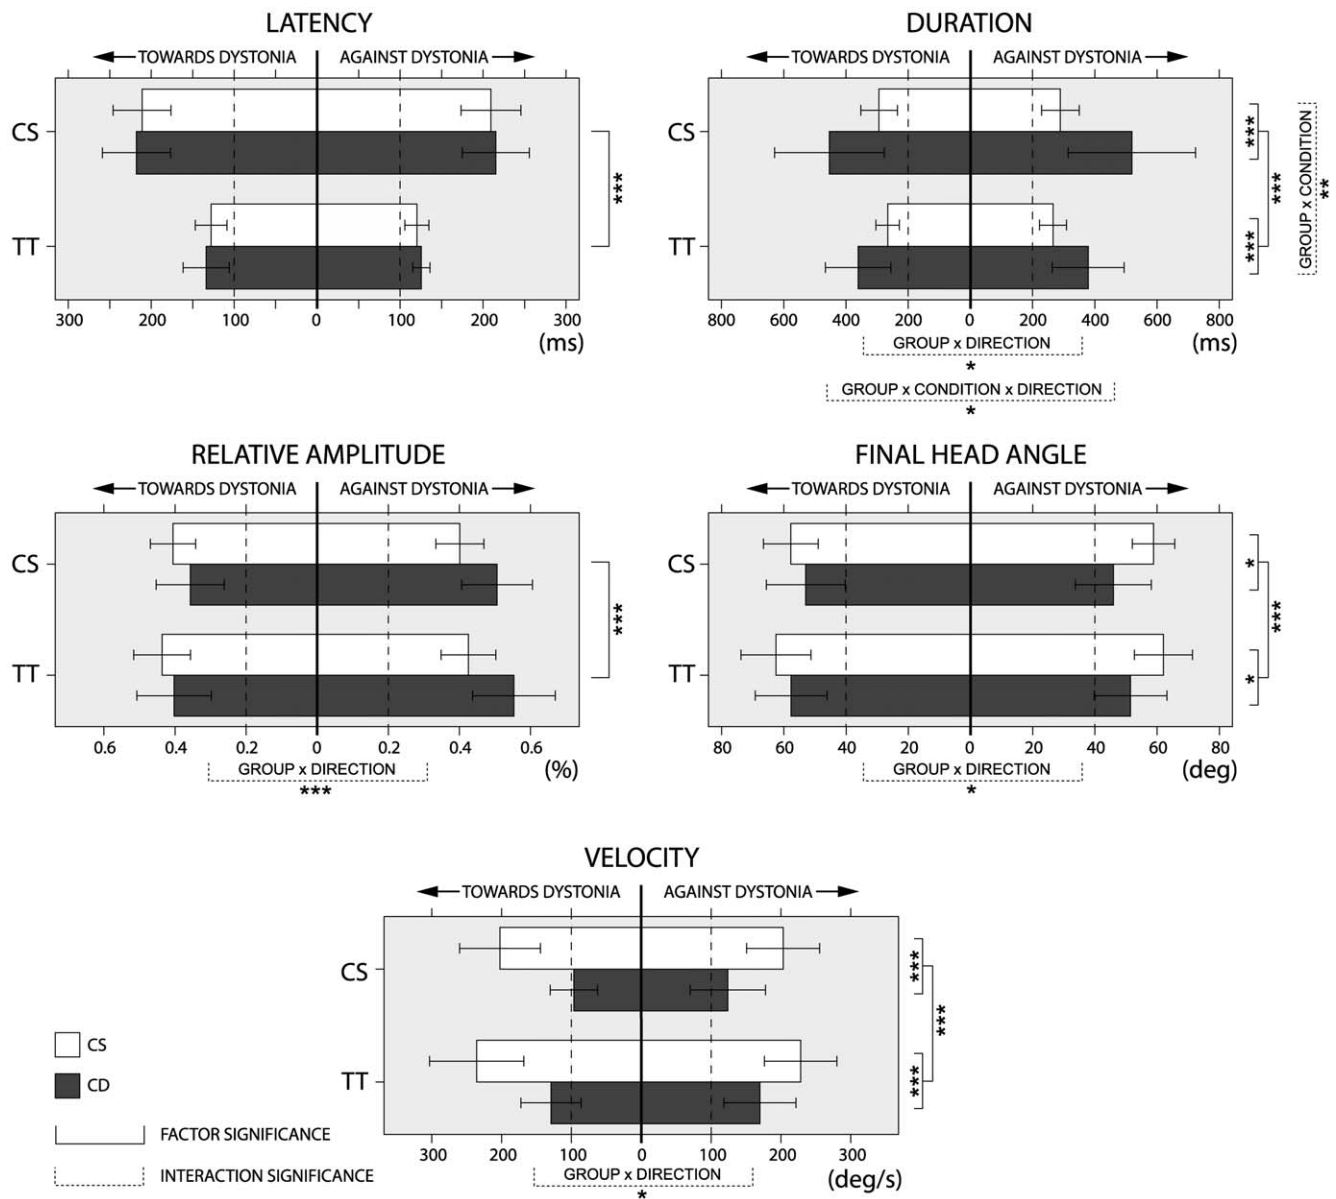 LATENCY
TOWARDS DYSTONIA AGAINST DYSTONIA
CS
TT
***
300 200 100 0 100 200 300
(ms)
DURATION
TOWARDS DYSTONIA AGAINST DYSTONIA
CS
TT
***
***
***
GROUP x CONDITION
**
800 600 400 200 0 200 400 600 800
(ms)
GROUP x DIRECTION
*
GROUP x CONDITION x DIRECTION
*
RELATIVE AMPLITUDE
TOWARDS DYSTONIA AGAINST DYSTONIA
CS
TT
***
0.6 0.4 0.2 0 0.2 0.4 0.6
(%)
GROUP x DIRECTION
***
FINAL HEAD ANGLE
TOWARDS DYSTONIA AGAINST DYSTONIA
CS
TT
*
***
*
80 60 40 20 0 20 40 60 80
(deg)
GROUP x DIRECTION
*
VELOCITY
TOWARDS DYSTONIA AGAINST DYSTONIA
CS
TT
***
***
***
300 200 100 0 100 200 300
(deg/s)
GROUP x DIRECTION
*
CS
CD
FACTOR SIGNIFICANCE
INTERACTION SIGNIFICANCE